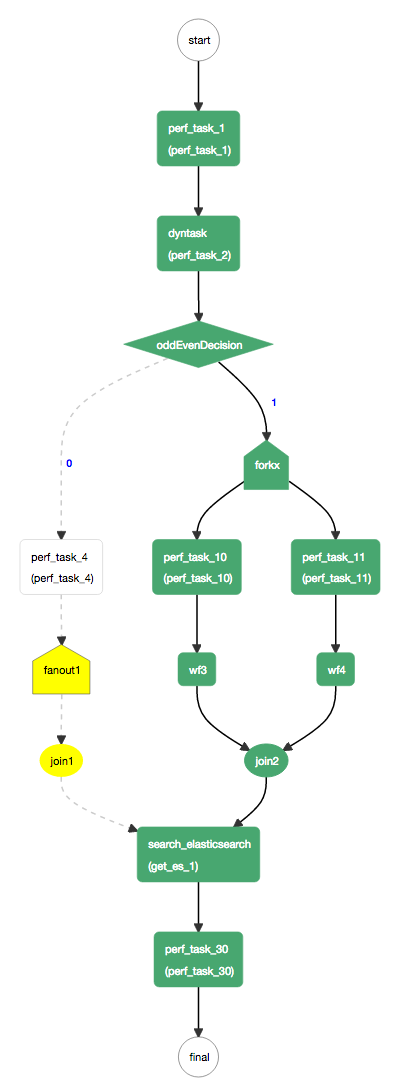 start
perf_task_1
(perf_task_1)
dyntask
(perf_task_2)
oddEvenDecision
1
0
forkx
perf_task_4
(perf_task_4)
perf_task_10
(perf_task_10)
perf_task_11
(perf_task_11)
fanout1
wf3
wf4
join1
join2
search_elasticsearch
(get_es_1)
perf_task_30
(perf_task_30)
final